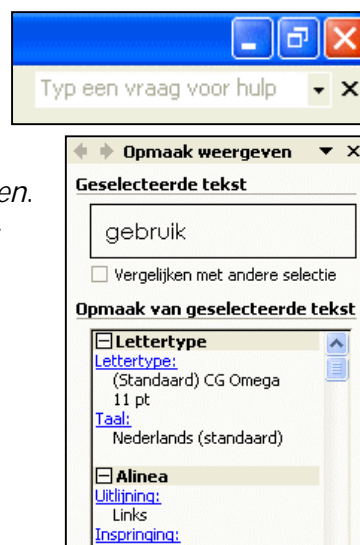 Typ een vraag voor hulp
Opmaak weergeven
en.
Geselecteerde tekst
gebruik
Vergelijken met andere selectie
Opmaak van geselecteerde tekst
Lettertype
Lettertype:
(Standaard) CG Omega
11 pt
Taal:
Nederlands (standaard)
Alinea
Uitlijning:
Links
Inspringing: